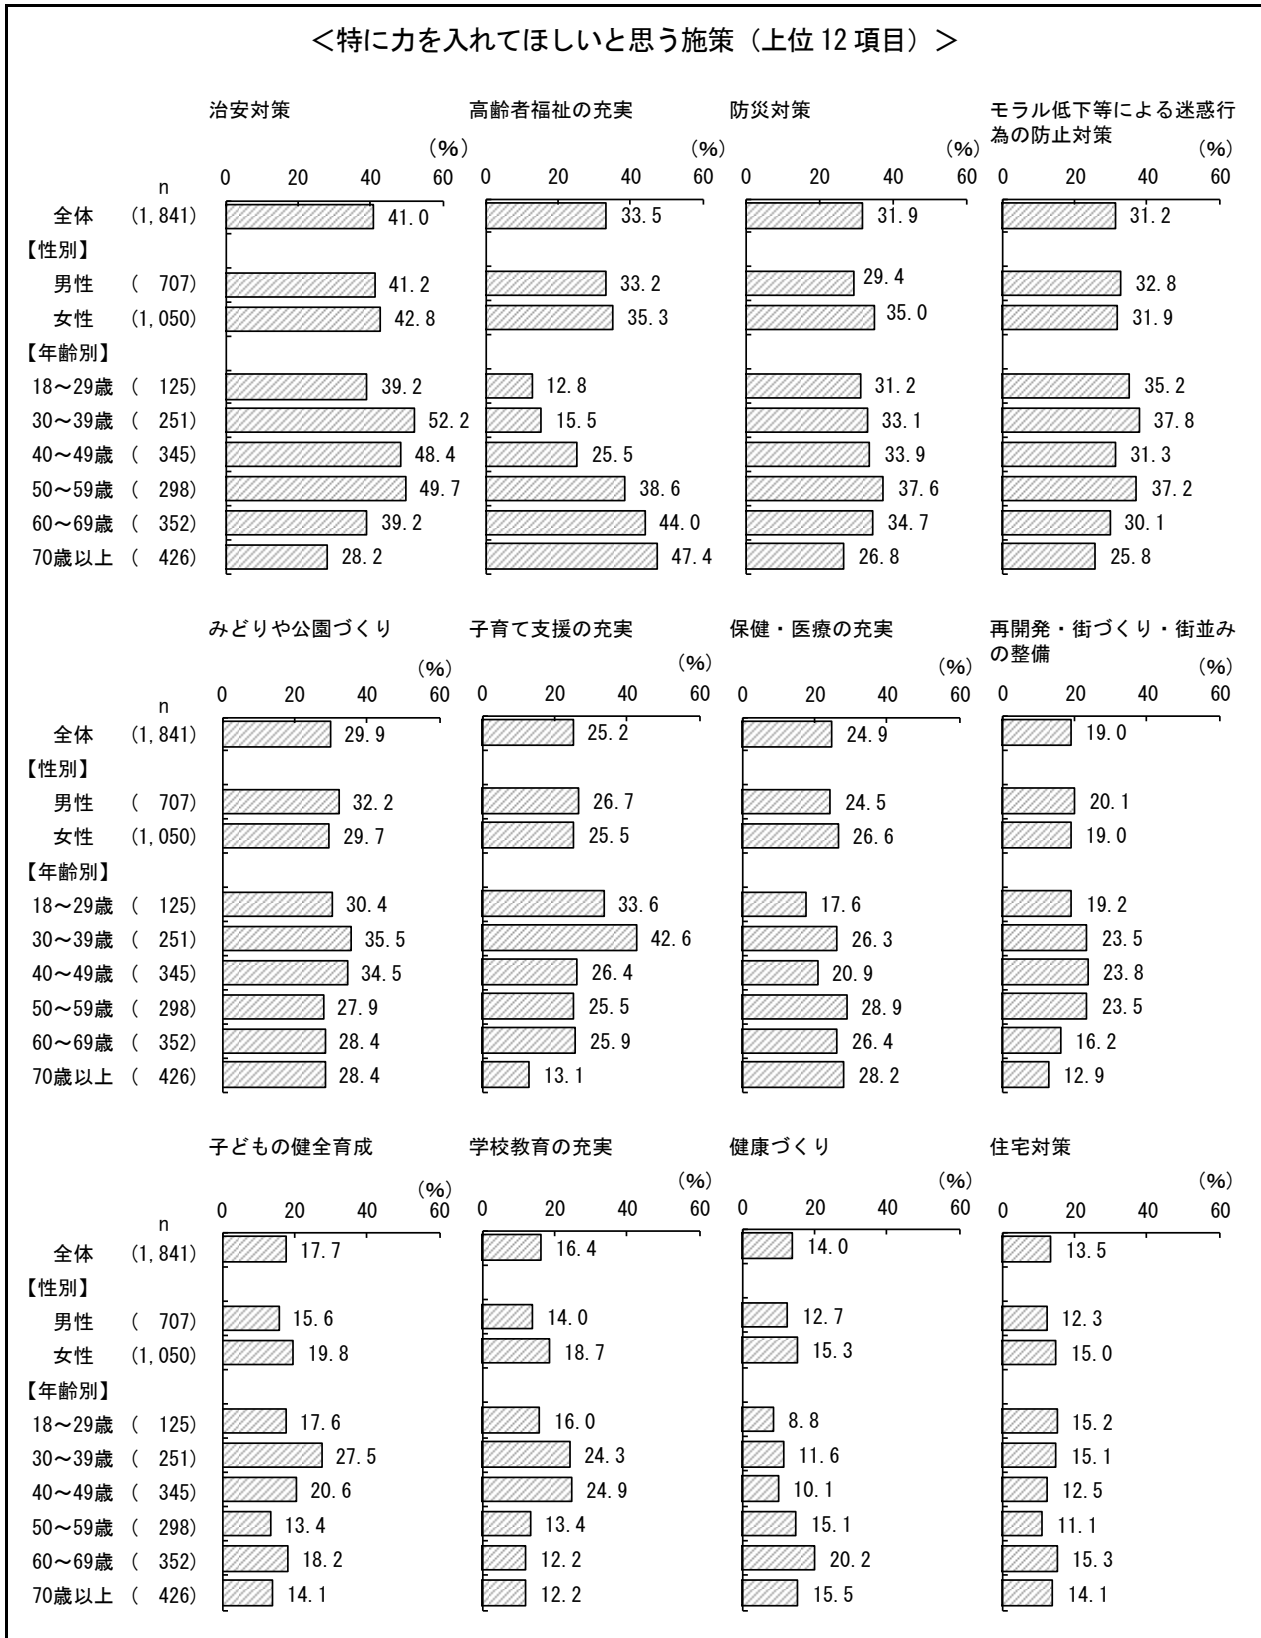 ＜特に力を入れてほしいと思う施策（上位12項目）＞
治安対策 高齢者福祉の充実 防災対策 モラル低下等による迷惑行
為の防止対策
(%) (%) (%) (%)
n 0 20 40 60 0 20 40 60 0 20 40 60 0 20 40 60
全体 (1,841) 41.0 33.5 31.9 31.2
【性別】
男性 ( 707) 41.2 33.2 29.4 32.8
女性 (1,050) 42.8 35.3 35.0 31.9
【年齢別】
18～29歳 ( 125) 39.2 12.8 31.2 35.2
30～39歳 ( 251) 52.2 15.5 33.1 37.8
40～49歳 ( 345) 48.4 25.5 33.9 31.3
50～59歳 ( 298) 49.7 38.6 37.6 37.2
60～69歳 ( 352) 39.2 44.0 34.7 30.1
70歳以上 ( 426) 28.2 47.4 26.8 25.8
みどりや公園づくり 子育て支援の充実 保健・医療の充実 再開発・街づくり・街並み
の整備
(%) (%) (%) (%)
n 0 20 40 60 0 20 40 60 0 20 40 60 0 20 40 60
全体 (1,841) 29.9 25.2 24.9 19.0
【性別】
男性 ( 707) 32.2 26.7 24.5 20.1
女性 (1,050) 29.7 25.5 26.6 19.0
【年齢別】
18～29歳 ( 125) 30.4 33.6 17.6 19.2
30～39歳 ( 251) 35.5 42.6 26.3 23.5
40～49歳 ( 345) 34.5 26.4 20.9 23.8
50～59歳 ( 298) 27.9 25.5 28.9 23.5
60～69歳 ( 352) 28.4 25.9 26.4 16.2
70歳以上 ( 426) 28.4 13.1 28.2 12.9
子どもの健全育成 学校教育の充実 健康づくり 住宅対策
(%) (%) (%) (%)
n 0 20 40 60 0 20 40 60 0 20 40 60 0 20 40 60
全体 (1,841) 17.7 16.4 14.0 13.5
【性別】
男性 ( 707) 15.6 14.0 12.7 12.3
女性 (1,050) 19.8 18.7 15.3 15.0
【年齢別】
18～29歳 ( 125) 17.6 16.0 8.8 15.2
30～39歳 ( 251) 27.5 24.3 11.6 15.1
40～49歳 ( 345) 20.6 24.9 10.1 12.5
50～59歳 ( 298) 13.4 13.4 15.1 11.1
60～69歳 ( 352) 18.2 12.2 20.2 15.3
70歳以上 ( 426) 14.1 12.2 15.5 14.1